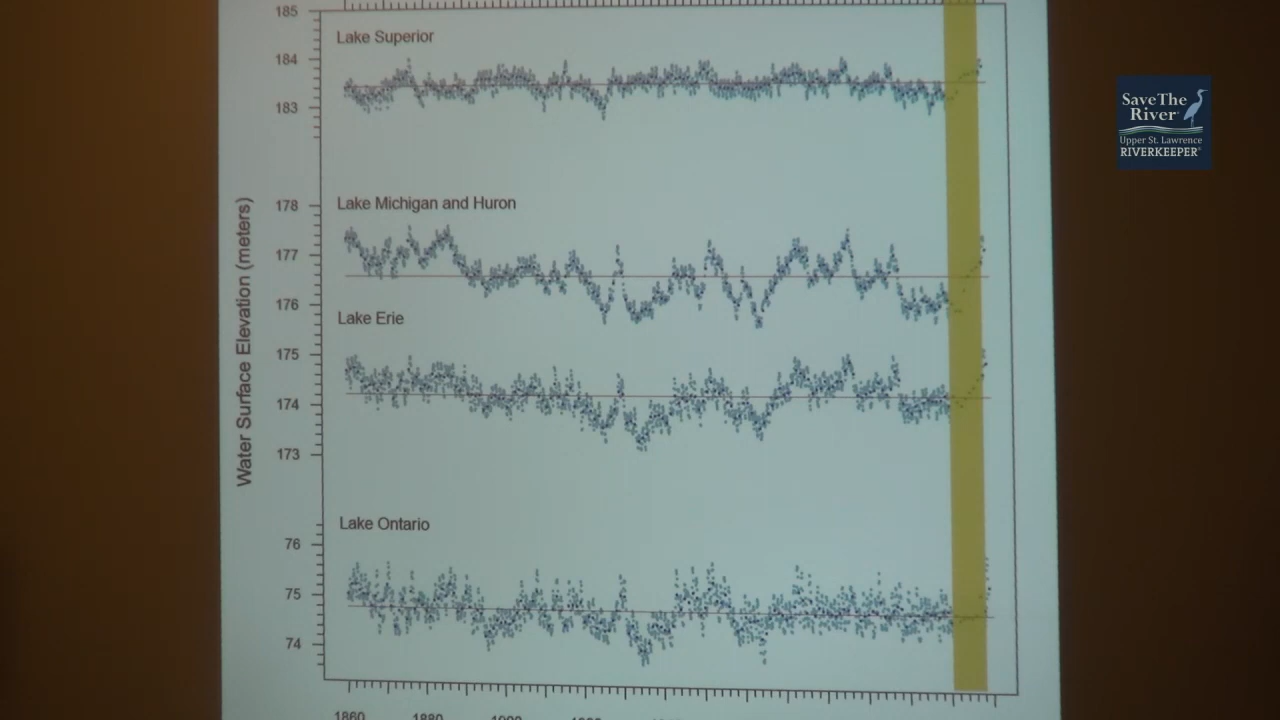 185
Lake Superior
184
183
178
Lake Michigan and Huron
177
176
Lake Erie
175
174
173
Lake Ontario
76
75
74
Water Surface Elevation (meters)
1860
1880
1900
Save The
River
Upper St. Lawrence
RIVERKEEPER®